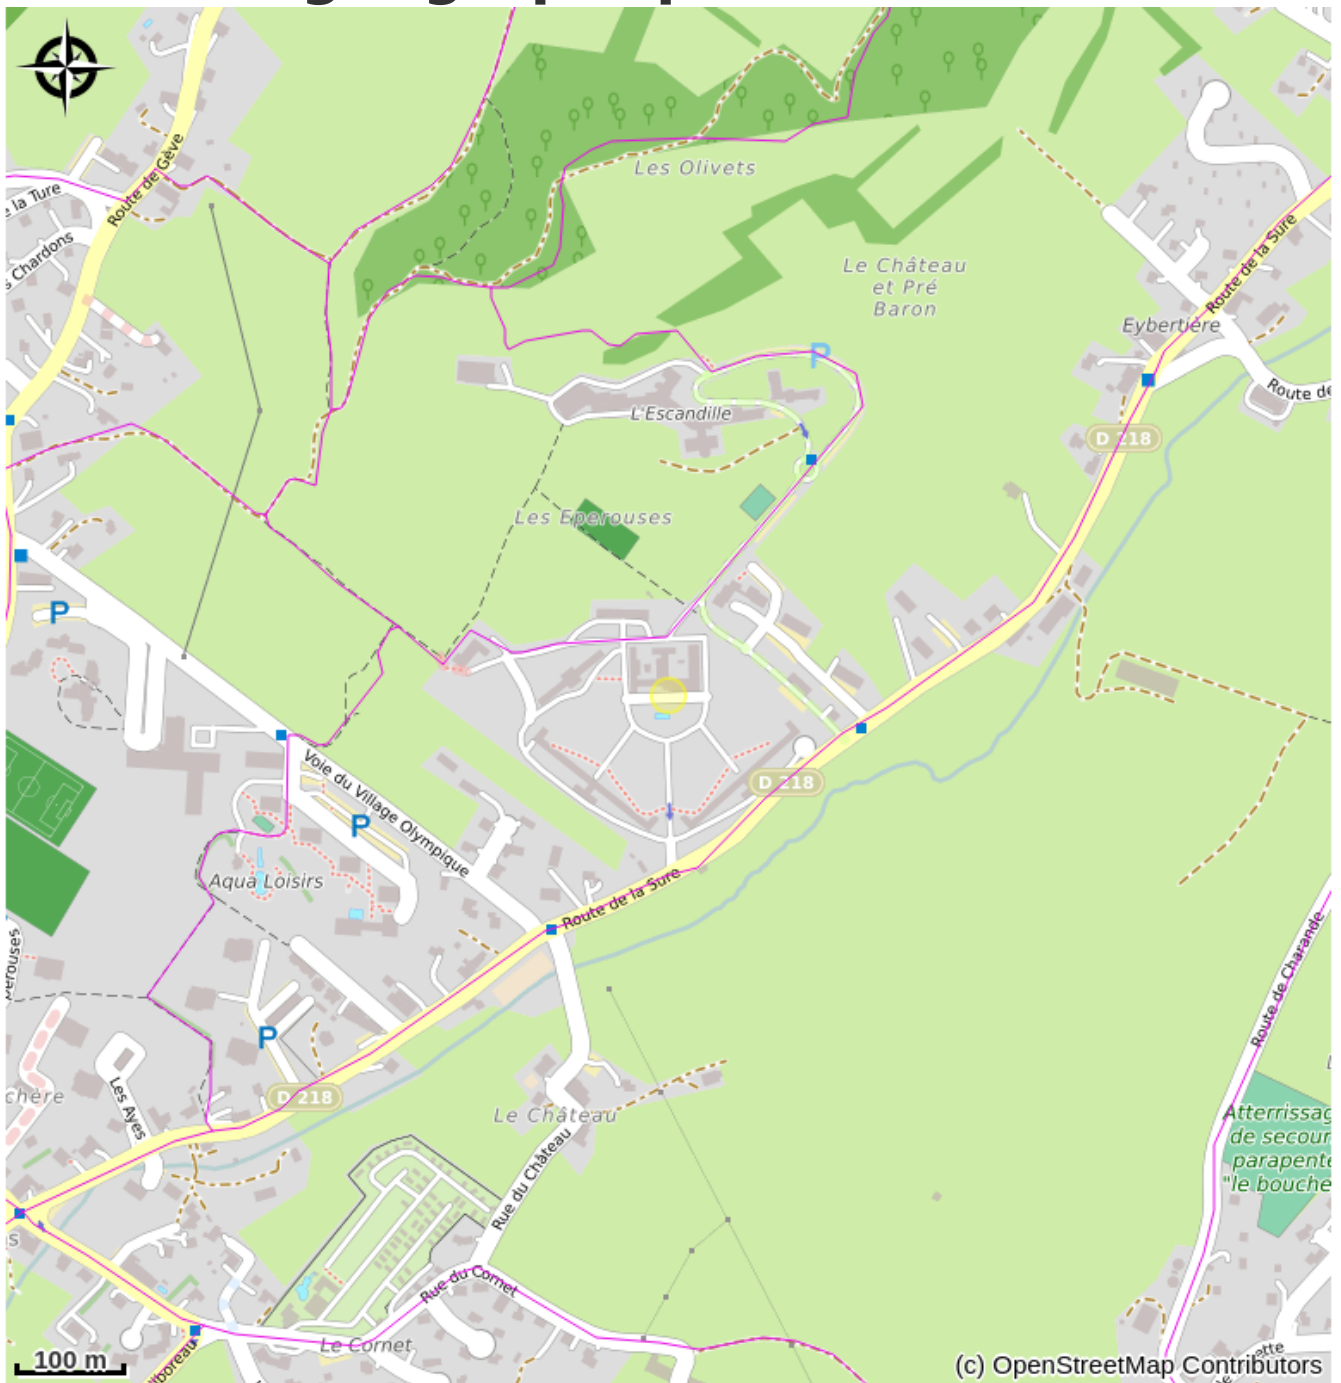 Route de Gève
Les Olivets
Le Château
et Pré
Baron
Route de la Sure
Eybertière
Route de
L'Escandille
D 218
Les Eperouses
P
P
D 218
Voie du Village Olympique
P
Aqua Loisirs
Route de la Sure
Route de Charande
P
D 218
Les Ayes
Le Château
Rue du Château
Atterrissag
de secour
parapente
"le bouche
Rue du Cornet
Le Cornet
100 m
(c) OpenStreetMap Contributors